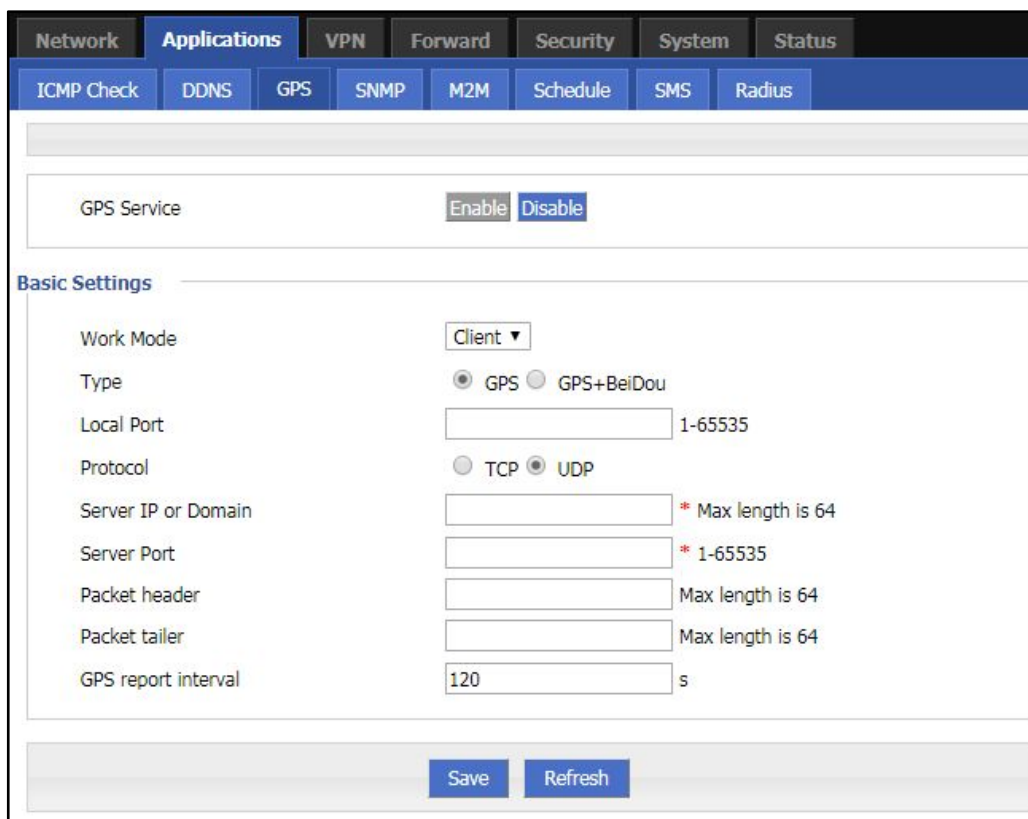 Network Applications VPN Forward Security System Status
ICMP Check DDNS GPS SNMP M2M Schedule SMS Radius
GPS Service Enable Disable
Basic Settings
Work Mode Client
Type GPS GPS+BeiDou
Local Port 1-65535
Protocol TCP UDP
Server IP or Domain * Max length is 64
Server Port * 1-65535
Packet header Max length is 64
Packet tailer Max length is 64
GPS report interval 120 s
Save Refresh